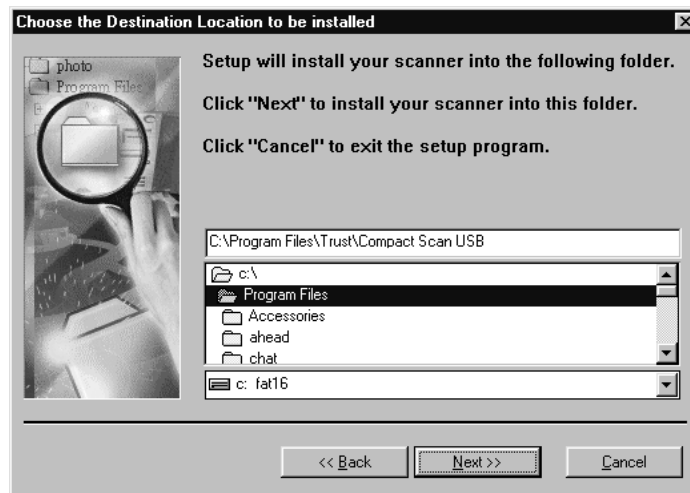 Choose the Destination Location to be installed
photo
Program Files
Setup will install your scanner into the following folder.
Click "Next" to install your scanner into this folder.
Click "Cancel" to exit the setup program.
C:\Program Files\Trust\Compact Scan USB
c:\
Program Files
Accessories
ahead
chat
c: fat16
<< Back
Next >>
Cancel